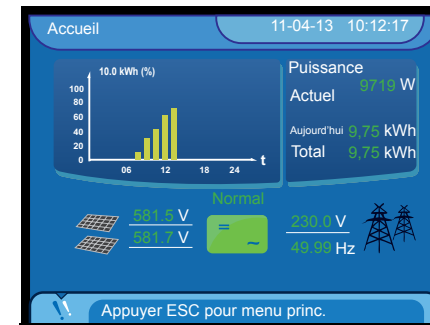 Accueil
11-04-13 10:12:17
10.0 kWh (%)
100
80
60
40
20
0
06 12 18 24 t
Puissance
Actuel 9719 W
Aujourd'hui 9,75 kWh
Total 9,75 kWh
Normal
581.5 V
581.7 V
= ~
230.0 V
49.99 Hz
Appuyer ESC pour menu princ.